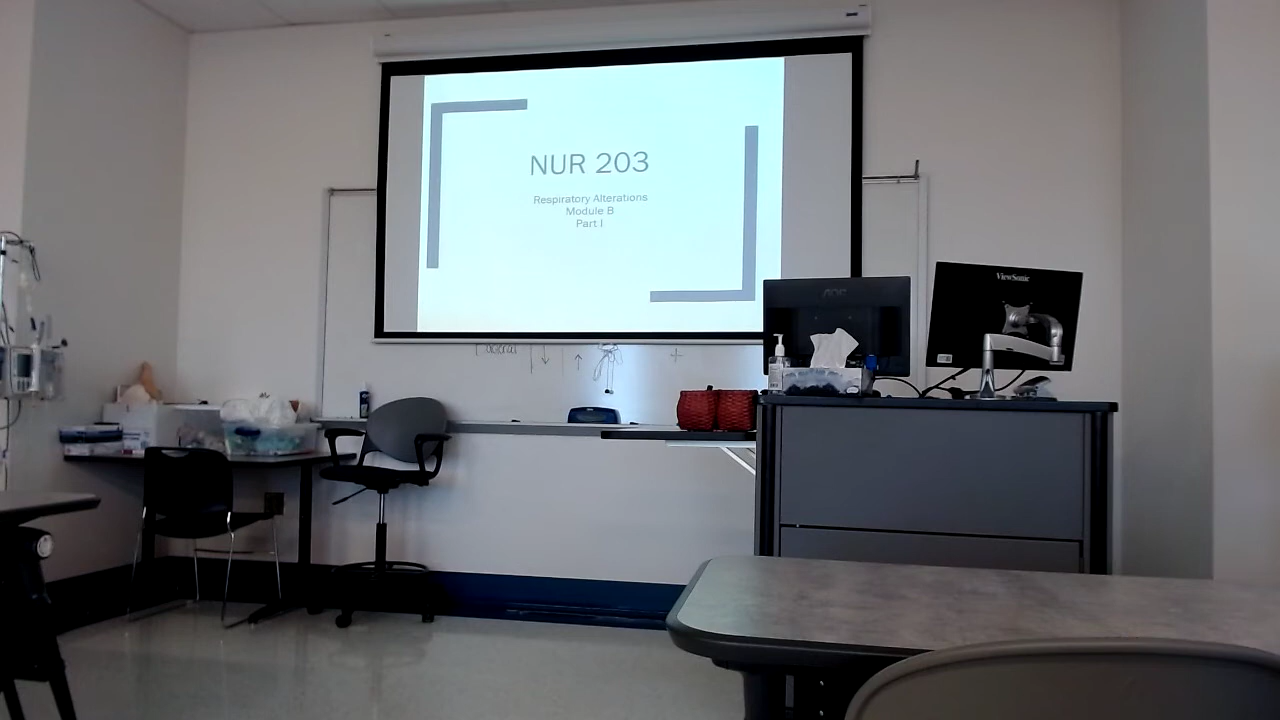 NUR 203
Respiratory Alterations
Module B
Part I
AOC
ViewSonic